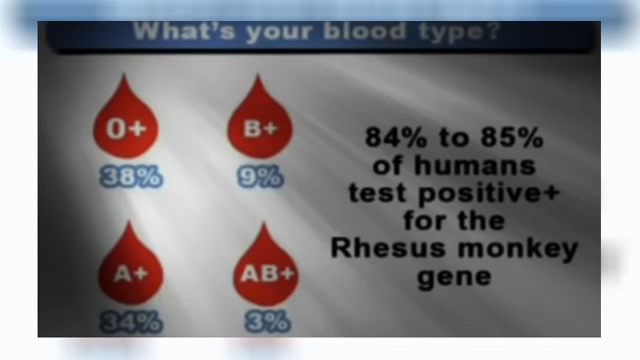 What's your blood type?
O+
B+
38%
9%
A+
AB+
34%
3%
84% to 85%
of humans
test positive+
for the
Rhesus monkey
gene